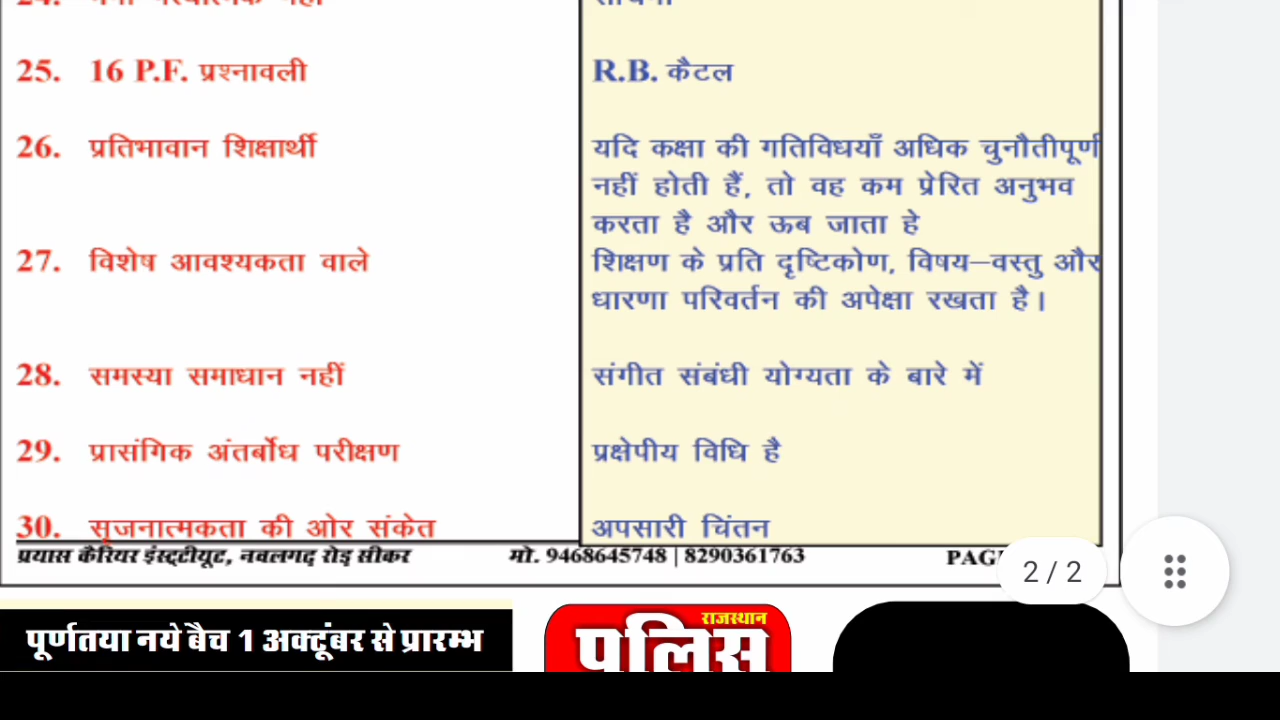 25. 16 P.F. प्रश्नावली R.B. कैटल
26. प्रतिभावान शिक्षार्थी यदि कक्षा की गतिविधयाँ अधिक चुनौतीपूर्ण
नहीं होती हैं, तो वह कम प्रेरित अनुभव
करता है और ऊब जाता हे
27. विशेष आवश्यकता वाले शिक्षण के प्रति दृष्टिकोण, विषय–वस्तु और
धारणा परिवर्तन की अपेक्षा रखता है।
28. समस्या समाधान नहीं संगीत संबंधी योग्यता के बारे में
29. प्रासंगिक अंतर्बोध परीक्षण प्रक्षेपीय विधि है
30. सृजनात्मकता की ओर संकेत अपसारी चिंतन
प्रयास कैरियर इंस्ट्टीयूट, नवलगढ़ रोड़ सीकर मो. 9468645748 | 8290361763 PAG
2 / 2
पूर्णतया नये बैच 1 अक्टूंबर से प्रारम्भ
राजस्थान
पुलिस